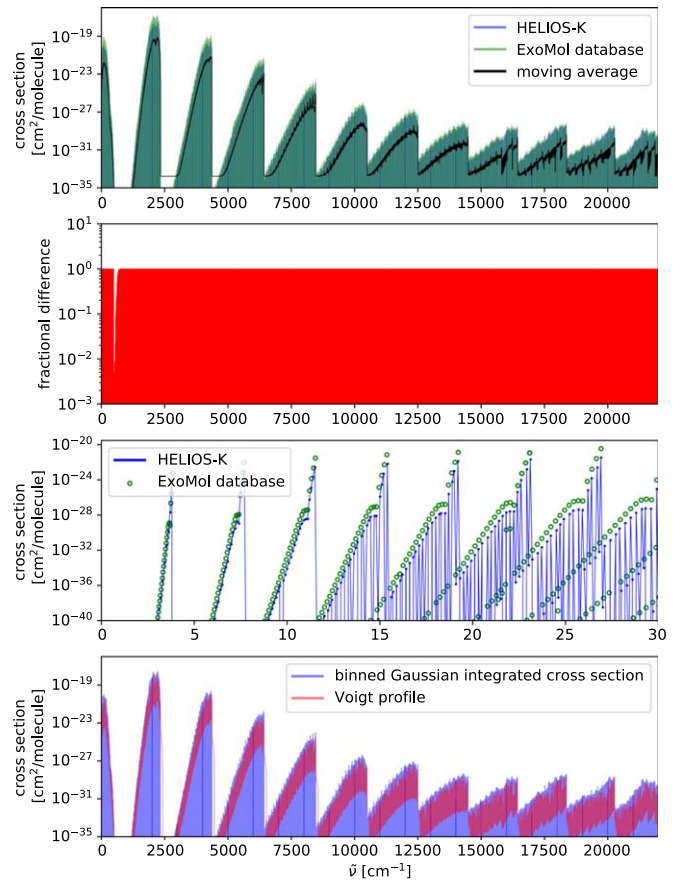 cross section
[cm²/molecule]
10⁻¹⁹
10⁻²³
10⁻²⁷
10⁻³¹
10⁻³⁵
HELIOS-K
ExoMol database
moving average
0 2500 5000 7500 10000 12500 15000 17500 20000
fractional difference
10¹
10⁰
10⁻¹
10⁻²
10⁻³
0 2500 5000 7500 10000 12500 15000 17500 20000
cross section
[cm²/molecule]
10⁻²⁰
10⁻²⁴
10⁻²⁸
10⁻³²
10⁻³⁶
10⁻⁴⁰
HELIOS-K
ExoMol database
0 5 10 15 20 25 30
cross section
[cm²/molecule]
10⁻¹⁹
10⁻²³
10⁻²⁷
10⁻³¹
10⁻³⁵
binned Gaussian integrated cross section
Voigt profile
0 2500 5000 7500 10000 12500 15000 17500 20000
ν̃ [cm⁻¹]